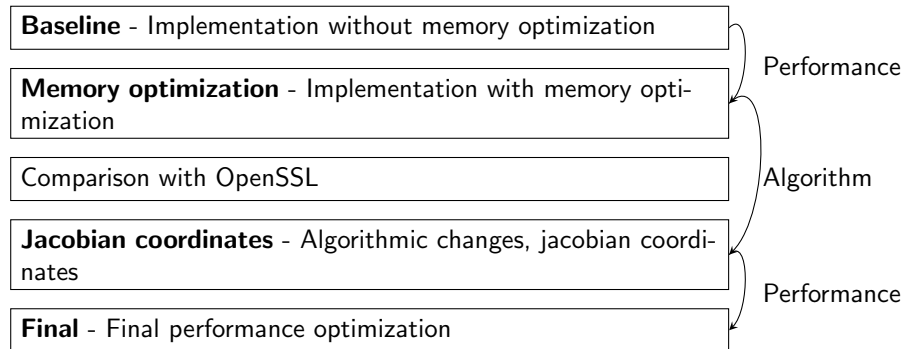 Baseline - Implementation without memory optimization
Performance
Memory optimization - Implementation with memory opti-
mization
Comparison with OpenSSL
Algorithm
Jacobian coordinates - Algorithmic changes, jacobian coordi-
nates
Performance
Final - Final performance optimization